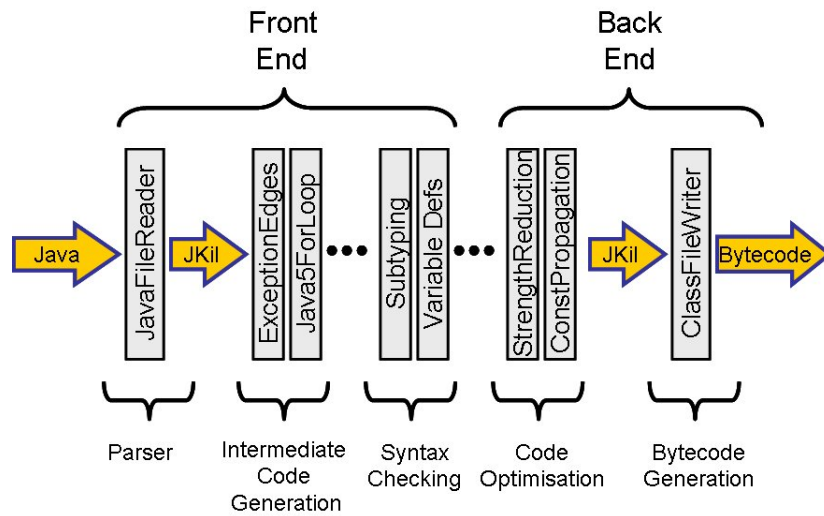 Front
End
Back
End
Java
JavaFileReader
JKil
ExceptionEdges
Java5ForLoop
Subtyping
Variable Defs
StrengthReduction
ConstPropagation
JKil
ClassFileWriter
Bytecode
Parser
Intermediate
Code
Generation
Syntax
Checking
Code
Optimisation
Bytecode
Generation